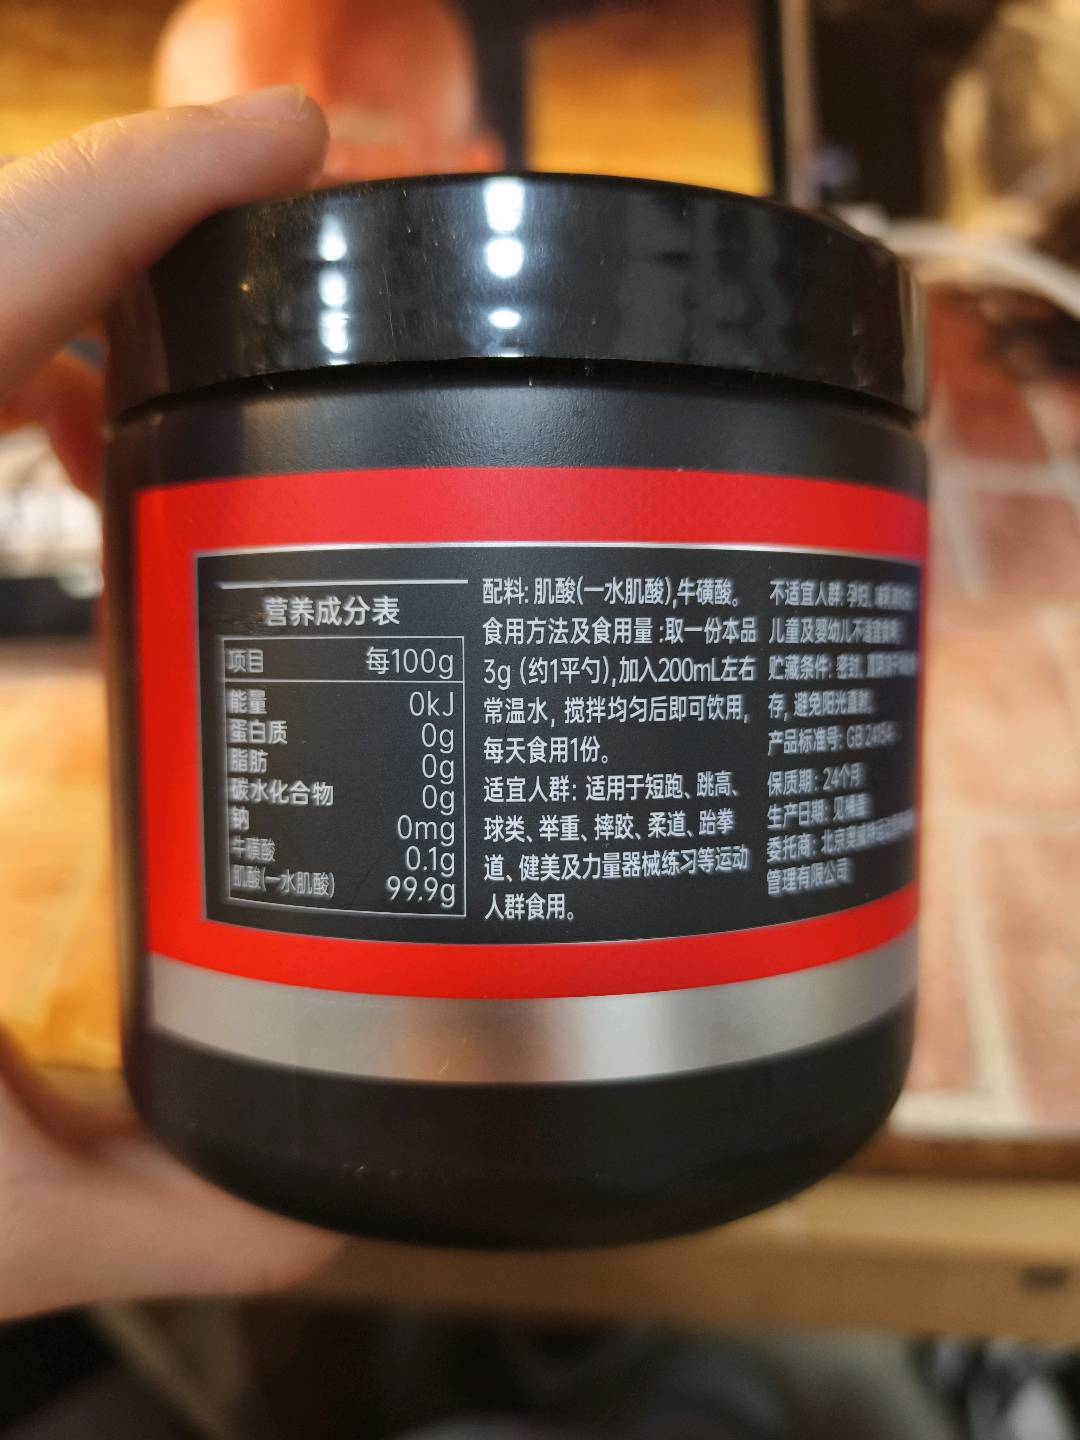 营养成分表
项目 每100g
能量 0kJ
蛋白质 0g
脂肪 0g
碳水化合物 0g
钠 0mg
牛磺酸 0.1g
肌酸(一水肌酸) 99.9g
配料: 肌酸(一水肌酸),牛磺酸。
食用方法及食用量:取一份本品
3g (约1平勺),加入200mL左右
常温水, 搅拌均匀后即可饮用,
每天食用1份。
适宜人群: 适用于短跑、跳高、
球类、举重、摔跤、柔道、跆拳
道、健美及力量器械练习等运动
人群食用。
不适宜人群: 孕妇、
儿童及婴幼儿不适宜
贮藏条件: 密封、
存, 避免阳光直射。
产品标准号: GB
保质期: 24个月
生产日期: 见桶盖
委托商: 北京奥
管理有限公司